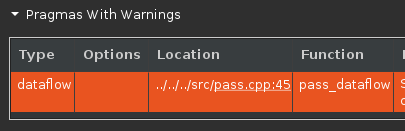 Pragmas With Warnings
Type Options Location Function
dataflow ../../../src/pass.cpp:45 pass_dataflow